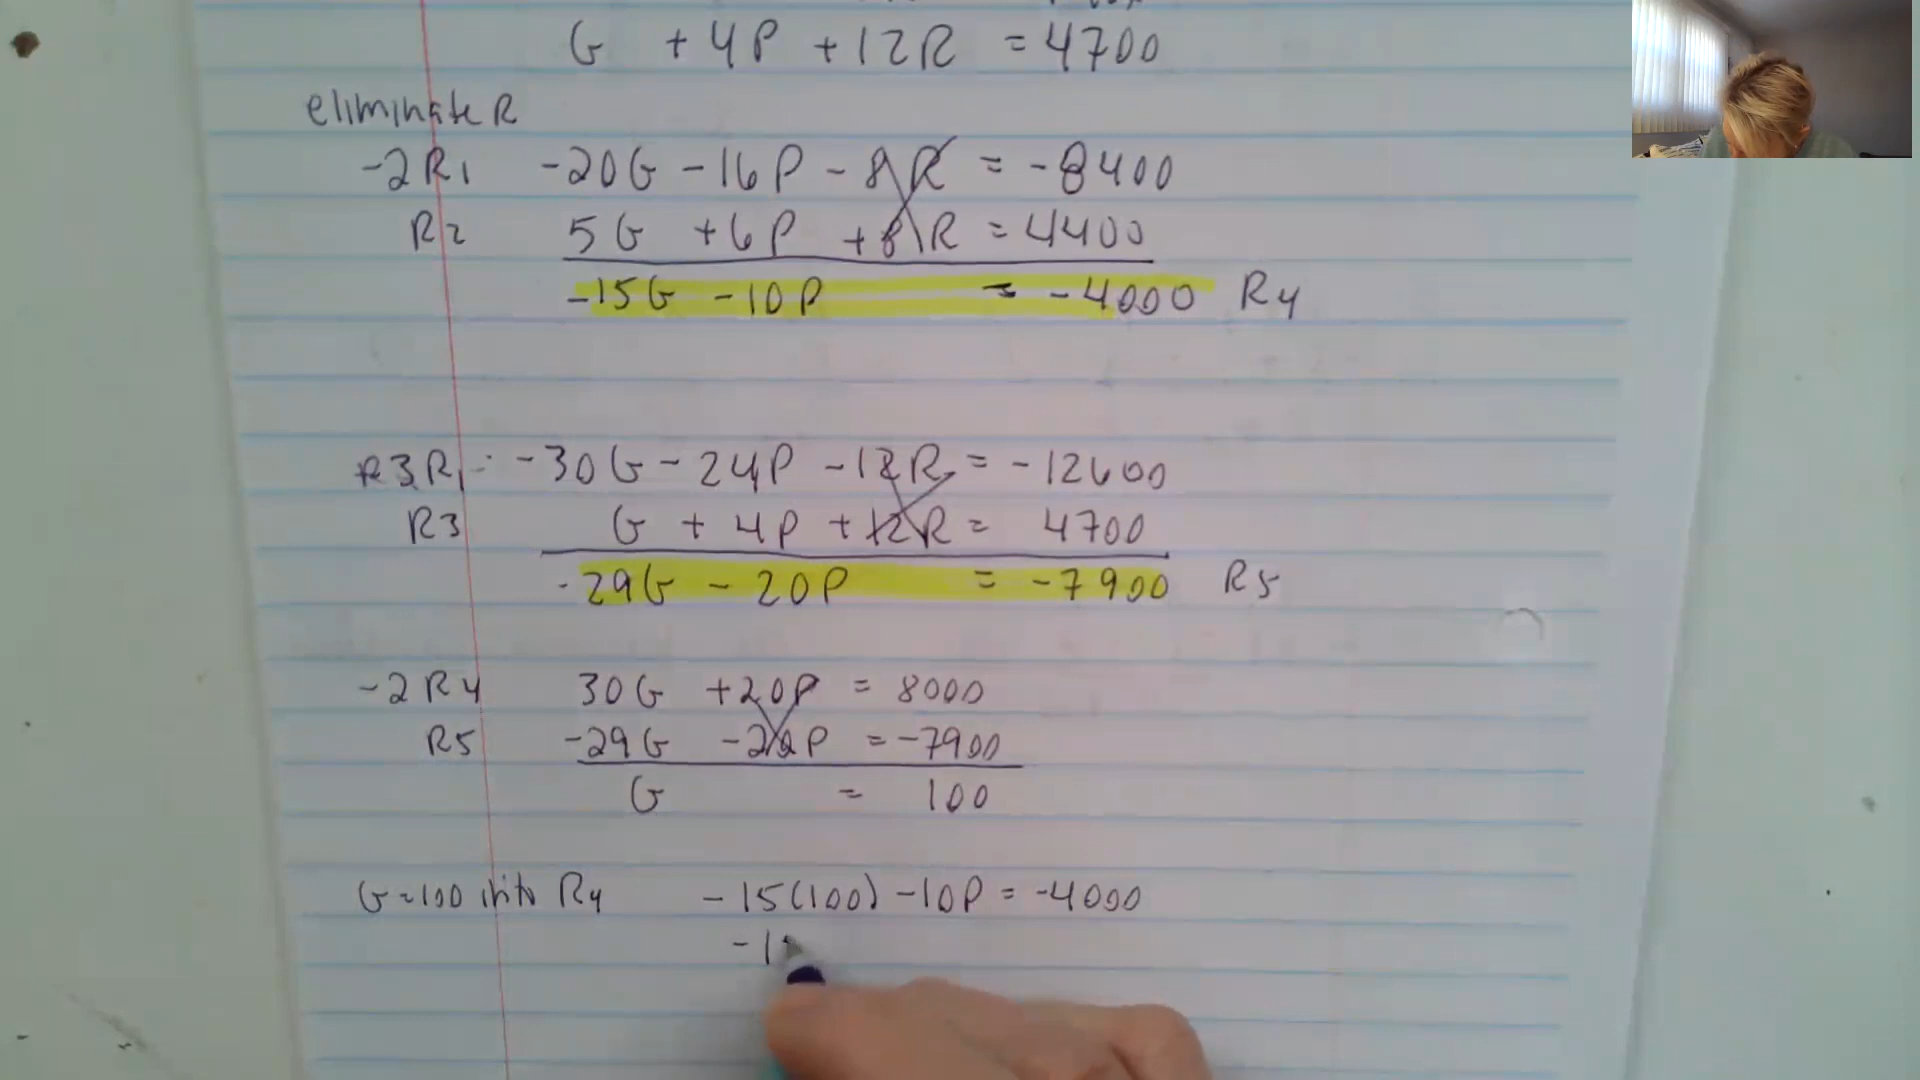 G + 4P + 12R = 4700
eliminate R
-2R1 -20G - 16P - 8R = -8400
R2 5G + 6P + 8R = 4400
-15G - 10P = -4000 R4
3R1 -30G - 24P - 12R = -12600
R3 G + 4P + 12R = 4700
-29G - 20P = -7900 R5
-2R4 30G + 20P = 8000
R5 -29G - 20P = -7900
G = 100
G = 100 into R4 -15(100) - 10P = -4000
-1